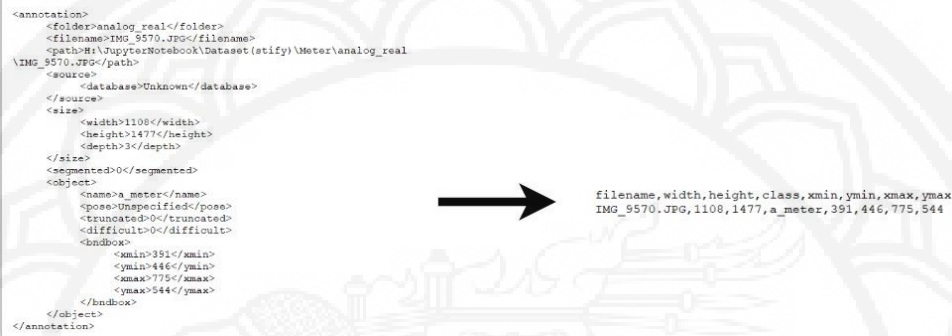 <annotation>
<folder>analog_real</folder>
<filename>IMG_9570.JPG</filename>
<path>H:\JupyterNotebook\Dataset(stify)\Meter\analog_real
\IMG_9570.JPG</path>
<source>
<database>Unknown</database>
</source>
<size>
<width>1108</width>
<height>1477</height>
<depth>3</depth>
</size>
<segmented>0</segmented>
<object>
<name>a_meter</name>
<pose>Unspecified</pose>
<truncated>0</truncated>
<difficult>0</difficult>
<bndbox>
<xmin>391</xmin>
<ymin>446</ymin>
<xmax>775</xmax>
<ymax>544</ymax>
</bndbox>
</object>
</annotation>
filename,width,height,class,xmin,ymin,xmax,ymax
IMG_9570.JPG,1108,1477,a_meter,391,446,775,544